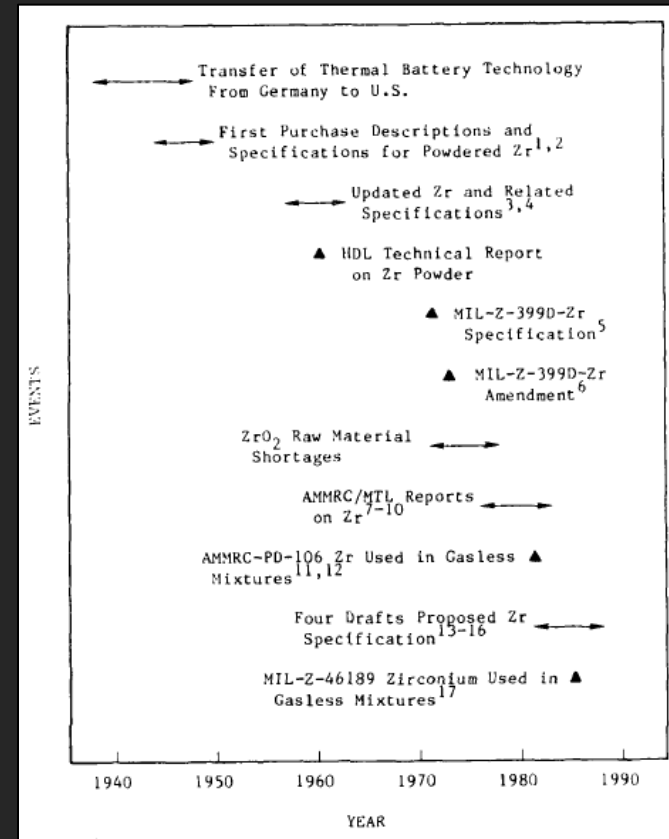 Transfer of Thermal Battery Technology
From Germany to U.S.
First Purchase Descriptions and
Specifications for Powdered Zr1,2
Updated Zr and Related
Specifications3,4
HDL Technical Report
on Zr Powder
MIL-Z-399D-Zr
Specification5
MIL-Z-399D-Zr
Amendment6
EVENTS
ZrO2 Raw Material
Shortages
AMMRC/MTL Reports
on Zr7-10
AMMRC-PD-106 Zr Used in Gasless
Mixtures11,12
Four Drafts Proposed Zr
Specification13-16
MIL-Z-46189 Zirconium Used in
Gasless Mixtures17
1940 1950 1960 1970 1980 1990
YEAR